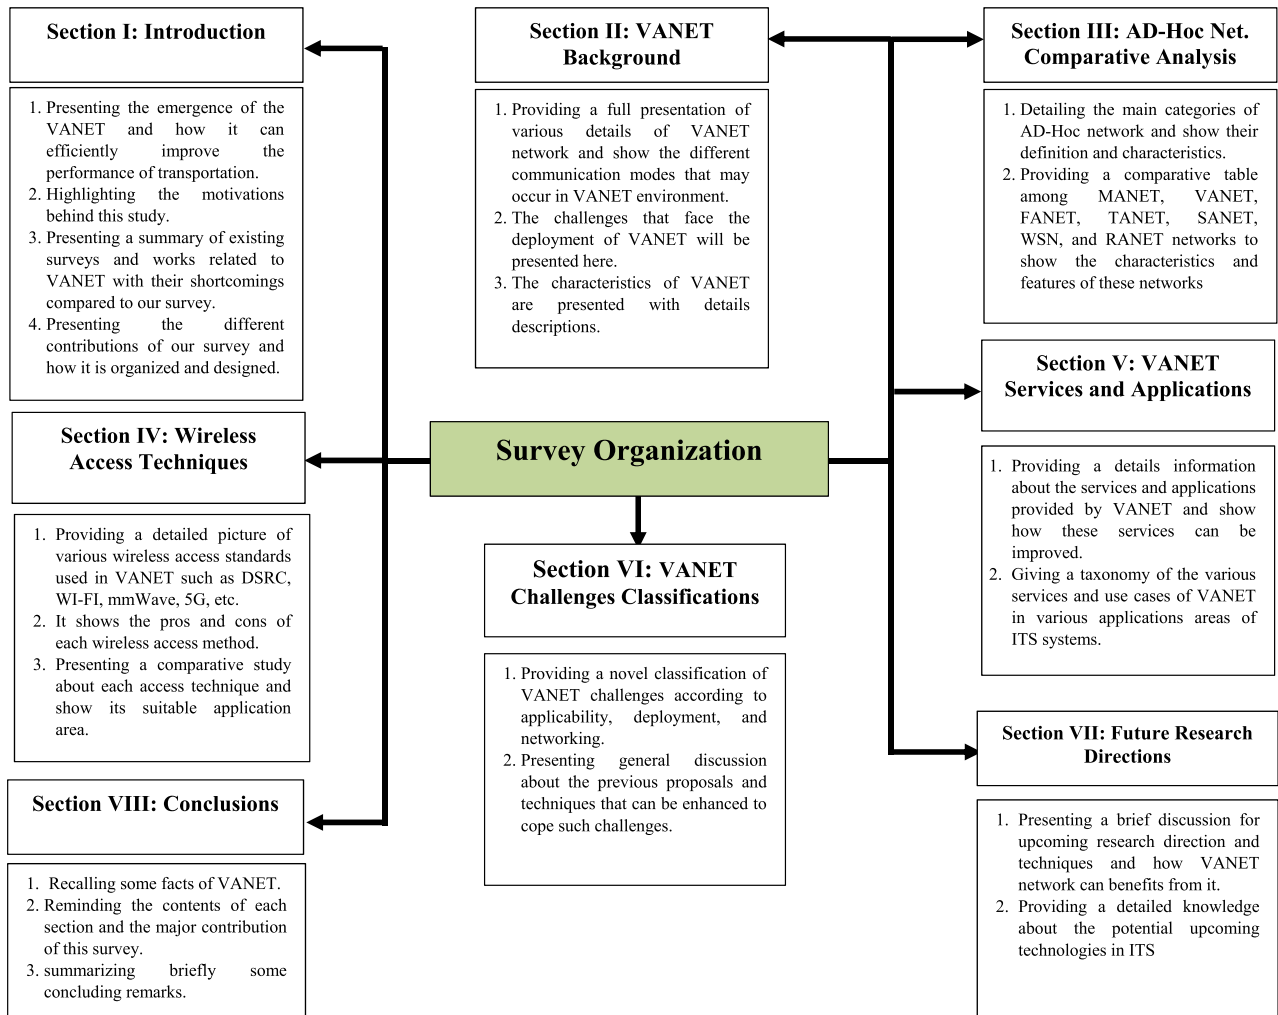 Section I: Introduction
1. Presenting the emergence of the
VANET and how it can
efficiently improve the
performance of transportation.
2. Highlighting the motivations
behind this study.
3. Presenting a summary of existing
surveys and works related to
VANET with their shortcomings
compared to our survey.
4. Presenting the different
contributions of our survey and
how it is organized and designed.
Section II: VANET
Background
1. Providing a full presentation of
various details of VANET
network and show the different
communication modes that may
occur in VANET environment.
2. The challenges that face the
deployment of VANET will be
presented here.
3. The characteristics of VANET
are presented with details
descriptions.
Section III: AD-Hoc Net.
Comparative Analysis
1. Detailing the main categories of
AD-Hoc network and show their
definition and characteristics.
2. Providing a comparative table
among MANET, VANET,
FANET, TANET, SANET,
WSN, and RANET networks to
show the characteristics and
features of these networks
Survey Organization
Section IV: Wireless
Access Techniques
1. Providing a detailed picture of
various wireless access standards
used in VANET such as DSRC,
WI-FI, mmWave, 5G, etc.
2. It shows the pros and cons of
each wireless access method.
3. Presenting a comparative study
about each access technique and
show its suitable application
area.
Section V: VANET
Services and Applications
1. Providing a details information
about the services and applications
provided by VANET and show
how these services can be
improved.
2. Giving a taxonomy of the various
services and use cases of VANET
in various applications areas of
ITS systems.
Section VI: VANET
Challenges Classifications
1. Providing a novel classification of
VANET challenges according to
applicability, deployment, and
networking.
2. Presenting general discussion
about the previous proposals and
techniques that can be enhanced to
cope such challenges.
Section VII: Future Research
Directions
1. Presenting a brief discussion for
upcoming research direction and
techniques and how VANET
network can benefits from it.
2. Providing a detailed knowledge
about the potential upcoming
technologies in ITS
Section VIII: Conclusions
1. Recalling some facts of VANET.
2. Reminding the contents of each
section and the major contribution
of this survey.
3. summarizing briefly some
concluding remarks.